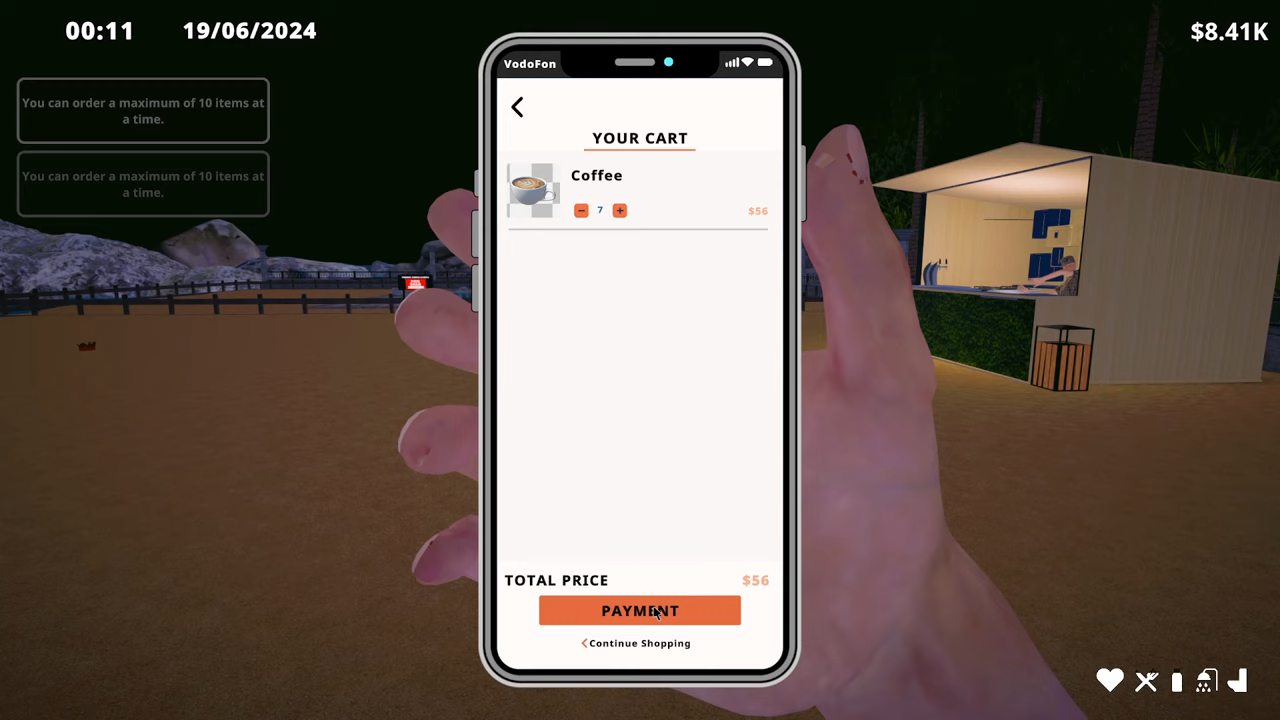 00:11
19/06/2024
$8.41K
You can order a maximum of 10 items at
a time.
You can order a maximum of 10 items at
a time.
VodoFon
YOUR CART
Coffee
7
$56
TOTAL PRICE
$56
PAYMENT
Continue Shopping